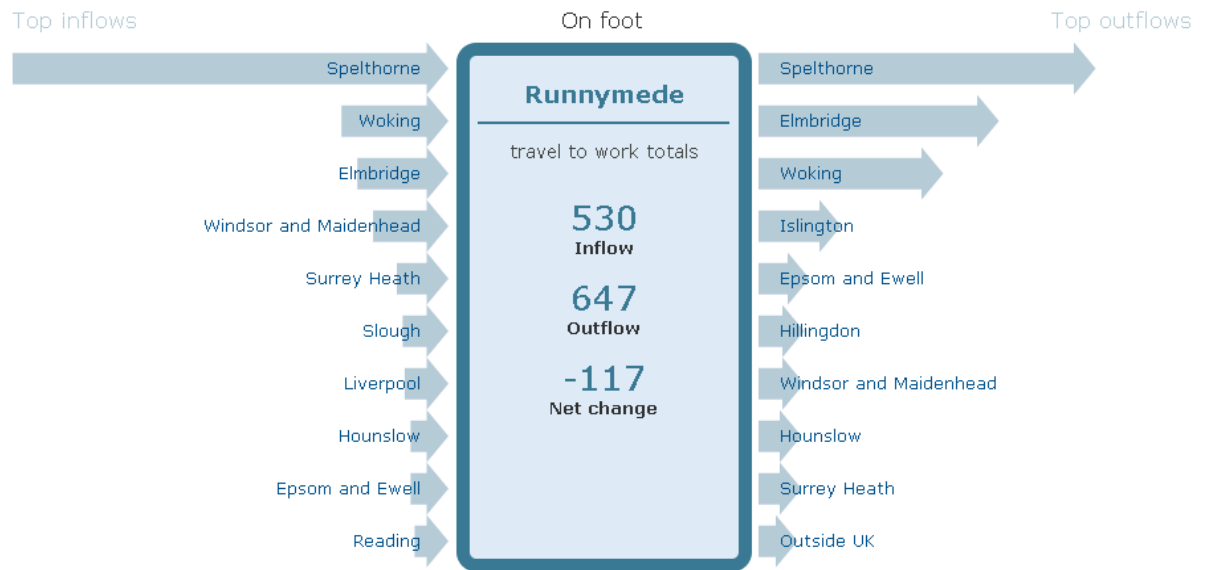 Top inflows
On foot
Top outflows
Spelthorne
Woking
Elmbridge
Windsor and Maidenhead
Surrey Heath
Slough
Liverpool
Hounslow
Epsom and Ewell
Reading
Runnymede
travel to work totals
530
Inflow
647
Outflow
-117
Net change
Spelthorne
Elmbridge
Woking
Islington
Epsom and Ewell
Hillingdon
Windsor and Maidenhead
Hounslow
Surrey Heath
Outside UK